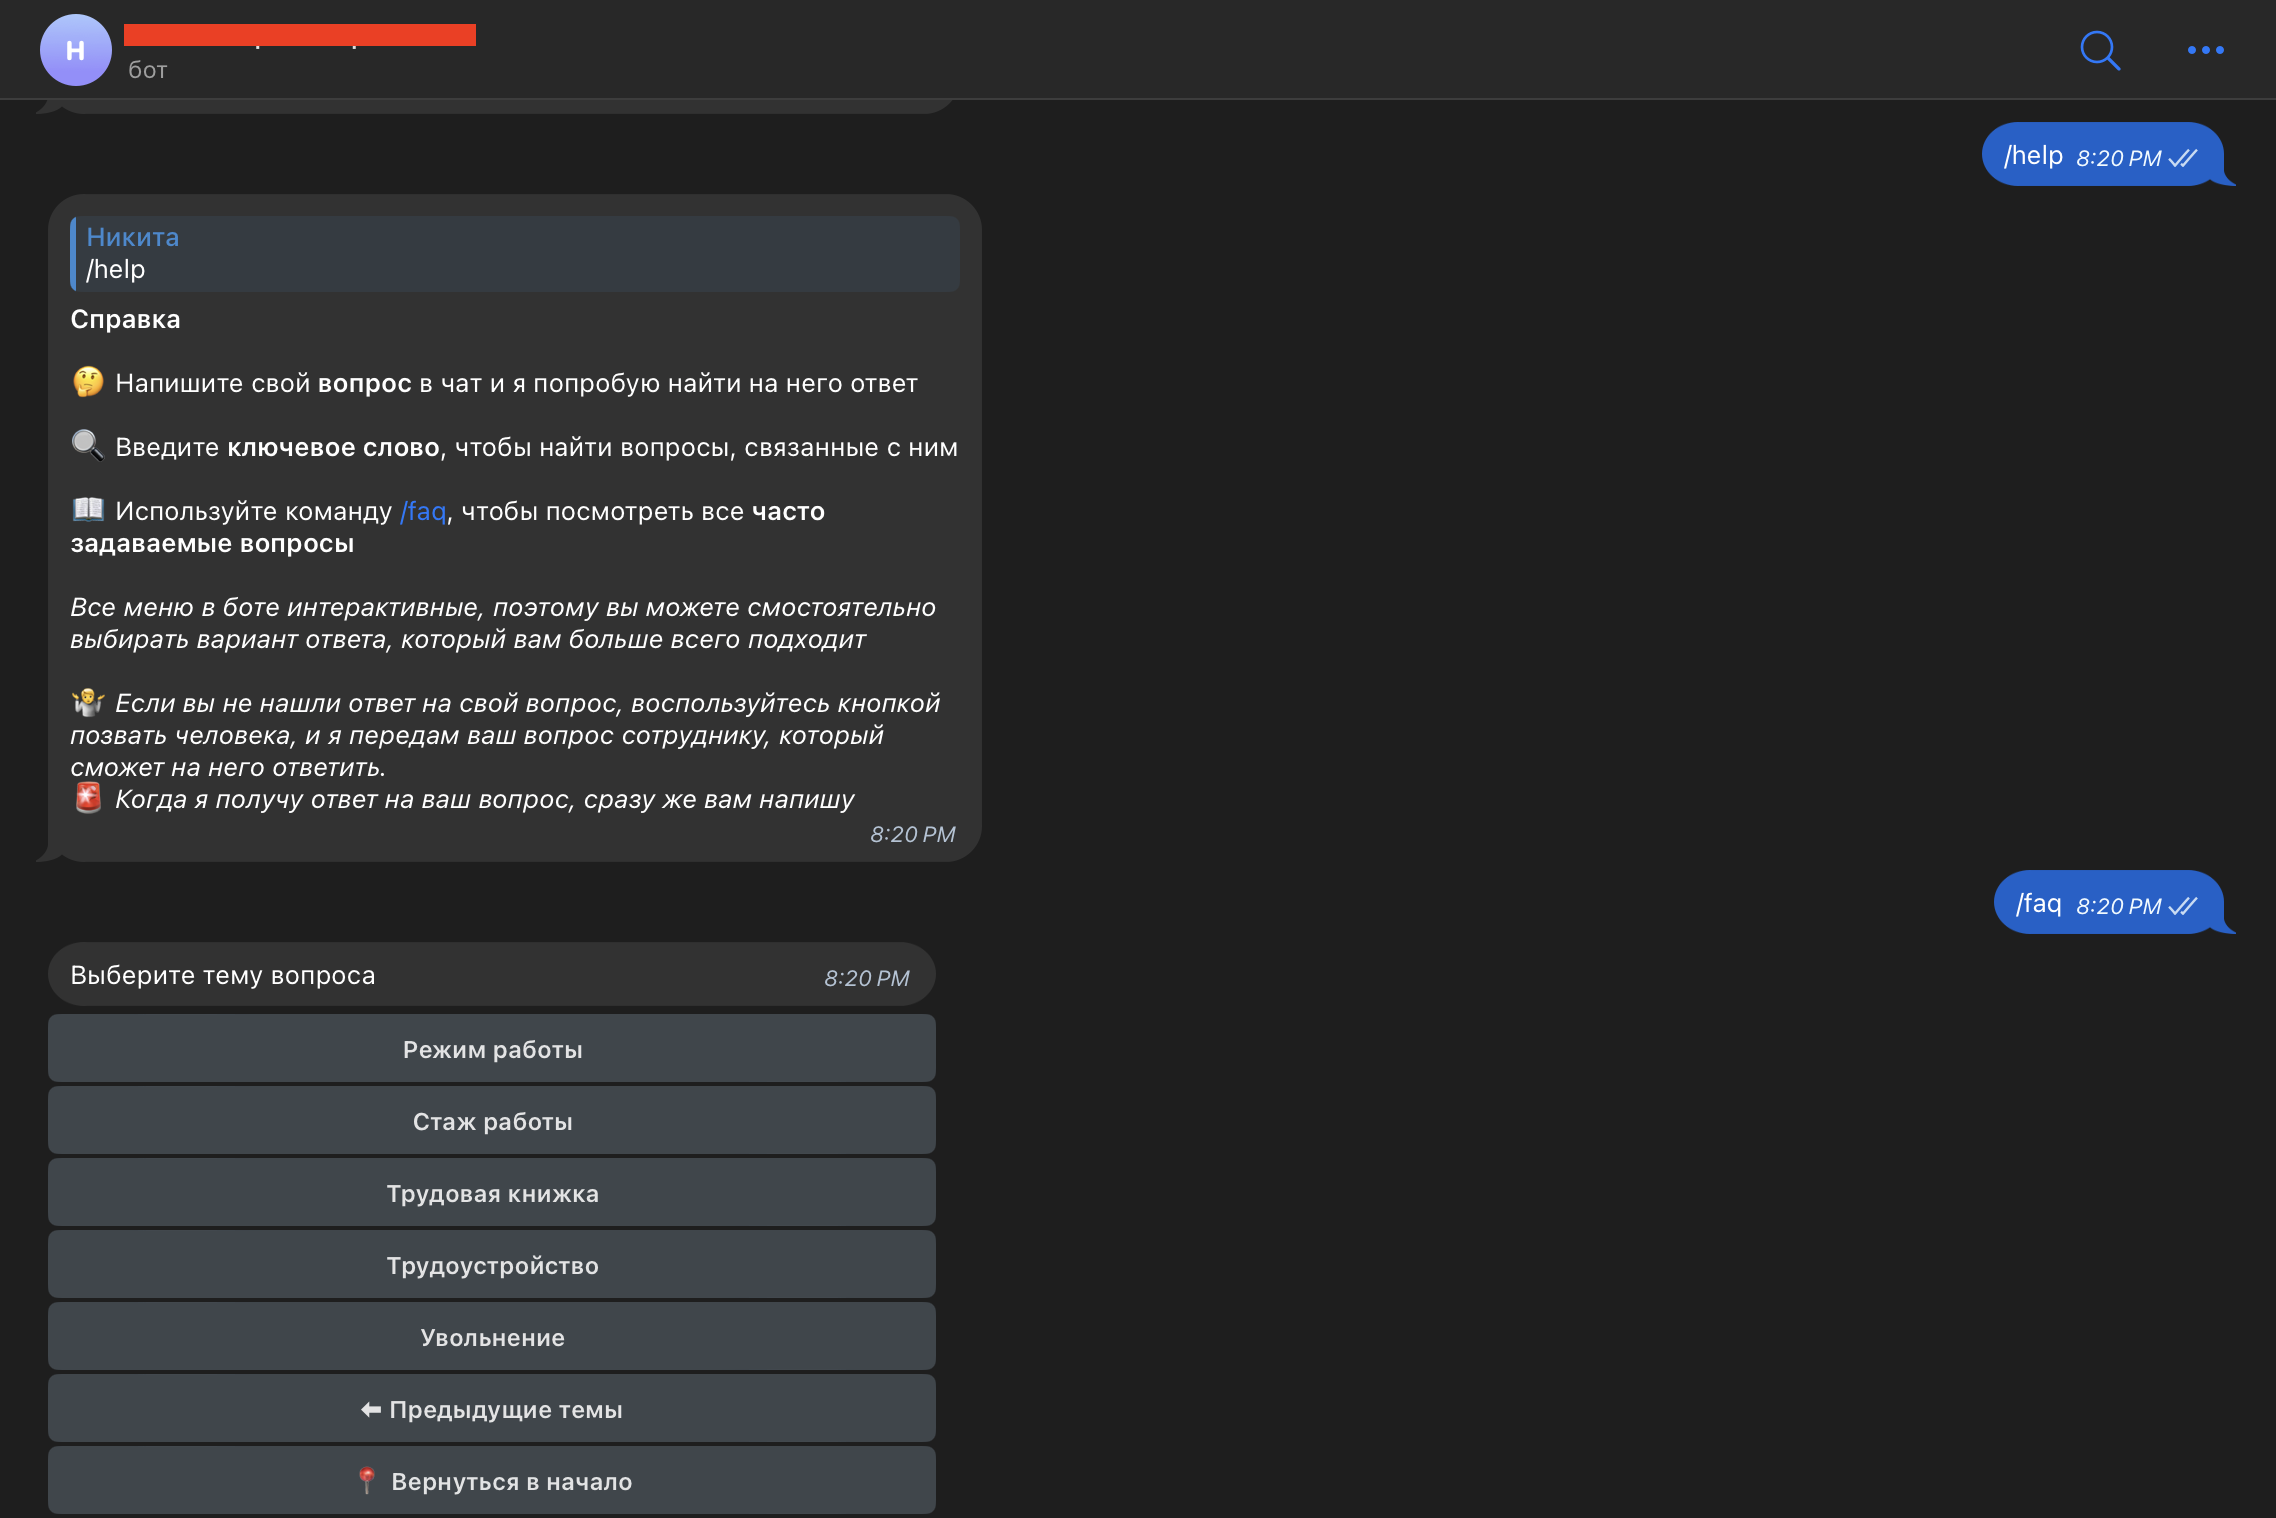 Н
бот
/help 8:20 PM
Никита
/help
Справка
🤔 Напишите свой вопрос в чат и я попробую найти на него ответ
🔍 Введите ключевое слово, чтобы найти вопросы, связанные с ним
📖 Используйте команду /faq, чтобы посмотреть все часто
задаваемые вопросы
Все меню в боте интерактивные, поэтому вы можете смостоятельно
выбирать вариант ответа, который вам больше всего подходит
🤷 Если вы не нашли ответ на свой вопрос, воспользуйтесь кнопкой
позвать человека, и я передам ваш вопрос сотруднику, который
сможет на него ответить.
🚨 Когда я получу ответ на ваш вопрос, сразу же вам напишу
8:20 PM
/faq 8:20 PM
Выберите тему вопроса 8:20 PM
Режим работы
Стаж работы
Трудовая книжка
Трудоустройство
Увольнение
⬅ Предыдущие темы
📍 Вернуться в начало